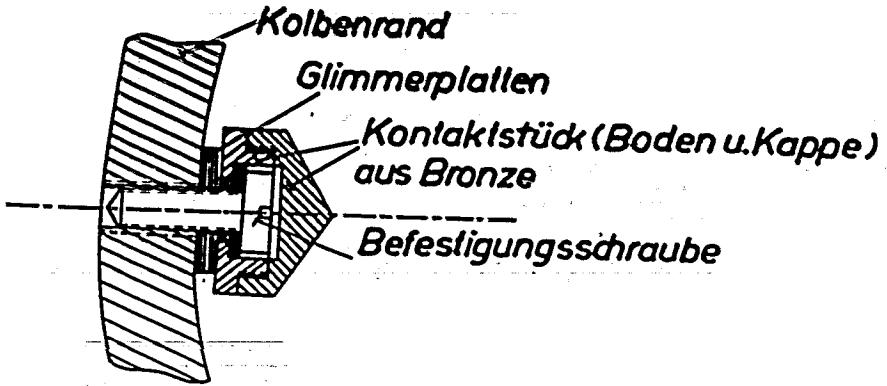 Kolbenrand
Glimmerplatten
Kontaktstück (Boden u. Kappe)
aus Bronze
Befestigungsschraube